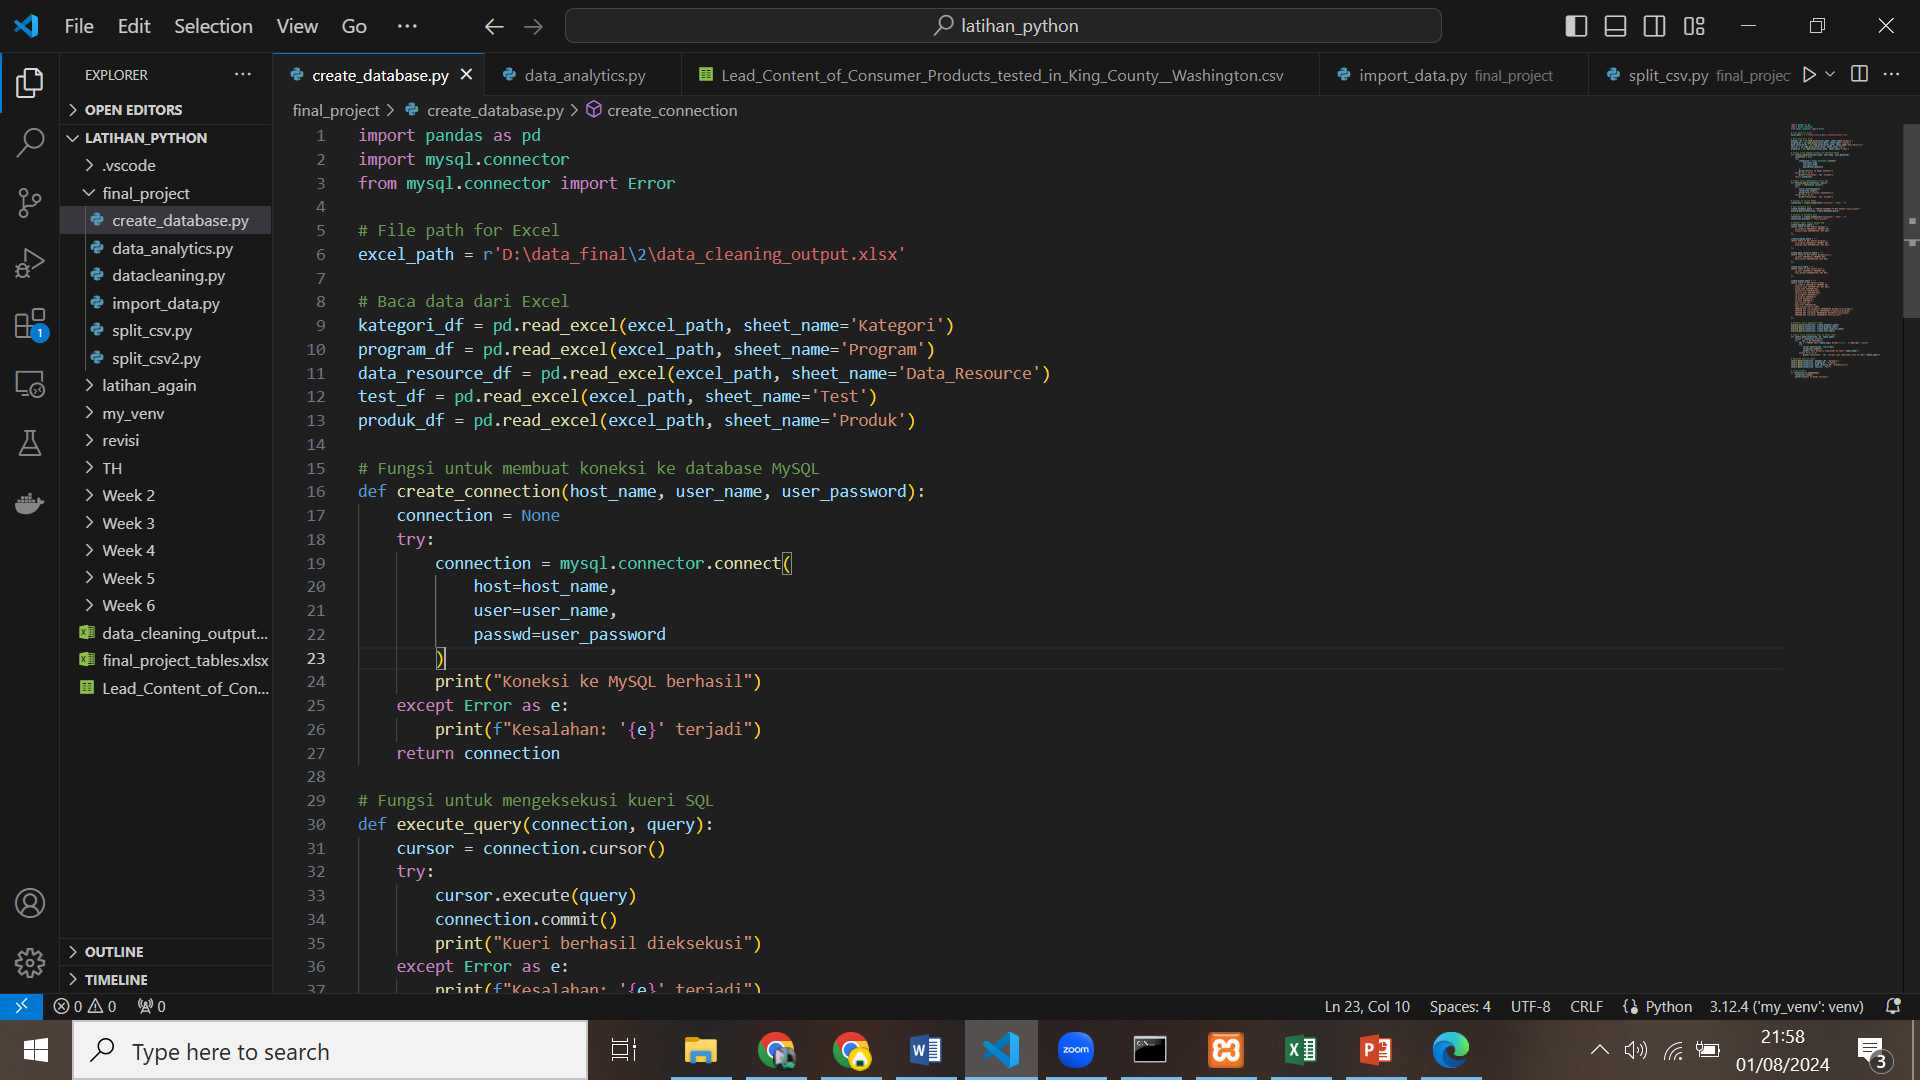 File Edit Selection View Go ···
latihan_python
EXPLORER
create_database.py
data_analytics.py
Lead_Content_of_Consumer_Products_tested_in_King_County__Washington.csv
import_data.py final_project
split_csv.py final_projec
OPEN EDITORS
LATIHAN_PYTHON
.vscode
final_project
create_database.py
data_analytics.py
datacleaning.py
import_data.py
split_csv.py
split_csv2.py
latihan_again
my_venv
revisi
TH
Week 2
Week 3
Week 4
Week 5
Week 6
data_cleaning_output...
final_project_tables.xlsx
Lead_Content_of_Con...
OUTLINE
TIMELINE
1
final_project > create_database.py > create_connection
1 import pandas as pd
2 import mysql.connector
3 from mysql.connector import Error
4
5 # File path for Excel
6 excel_path = r'D:\data_final\2\data_cleaning_output.xlsx'
7
8 # Baca data dari Excel
9 kategori_df = pd.read_excel(excel_path, sheet_name='Kategori')
10 program_df = pd.read_excel(excel_path, sheet_name='Program')
11 data_resource_df = pd.read_excel(excel_path, sheet_name='Data_Resource')
12 test_df = pd.read_excel(excel_path, sheet_name='Test')
13 produk_df = pd.read_excel(excel_path, sheet_name='Produk')
14
15 # Fungsi untuk membuat koneksi ke database MySQL
16 def create_connection(host_name, user_name, user_password):
17 connection = None
18 try:
19 connection = mysql.connector.connect(
20 host=host_name,
21 user=user_name,
22 passwd=user_password
23 )
24 print("Koneksi ke MySQL berhasil")
25 except Error as e:
26 print(f"Kesalahan: '{e}' terjadi")
27 return connection
28
29 # Fungsi untuk mengeksekusi kueri SQL
30 def execute_query(connection, query):
31 cursor = connection.cursor()
32 try:
33 cursor.execute(query)
34 connection.commit()
35 print("Kueri berhasil dieksekusi")
36 except Error as e:
37 print(f"Kesalahan: '{e}' terjadi")
0 0 0
Ln 23, Col 10 Spaces: 4 UTF-8 CRLF Python 3.12.4 ('my_venv': venv)
Type here to search
zoom
21:58
01/08/2024
3